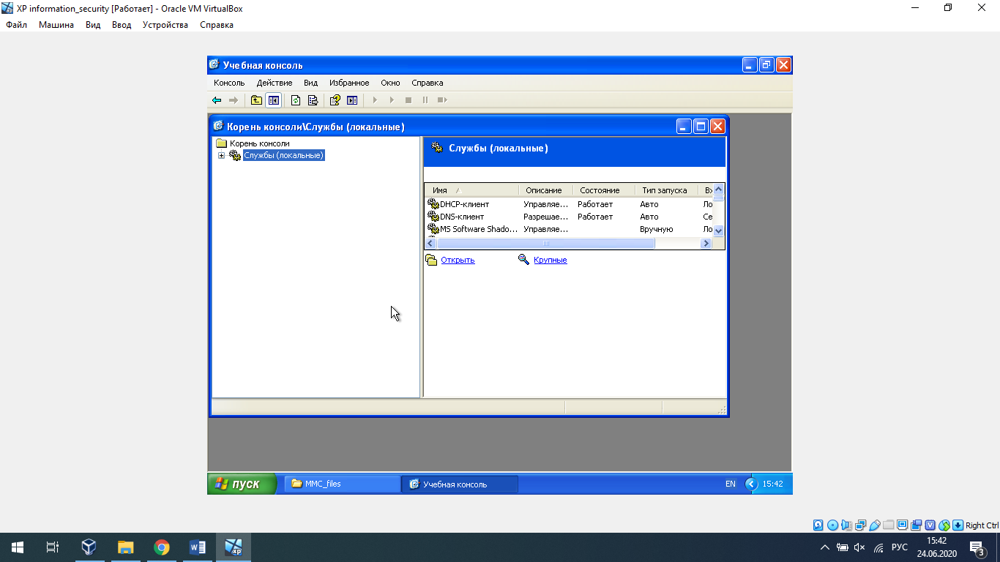 XP information_security [Работает] - Oracle VM VirtualBox
Файл Машина Вид Ввод Устройства Справка
Учебная консоль
Консоль Действие Вид Избранное Окно Справка
Корень консоли\Службы (локальные)
Корень консоли
Службы (локальные)
Службы (локальные)
Имя Описание Состояние Тип запуска Вх
DHCP-клиент Управляе... Работает Авто Ло
DNS-клиент Разрешае... Работает Авто Се
MS Software Shado... Управляе... Вручную Ло
Открыть Крупные
пуск MMC_files Учебная консоль EN 15:42
Right Ctrl
РУС 15:42
24.06.2020
3